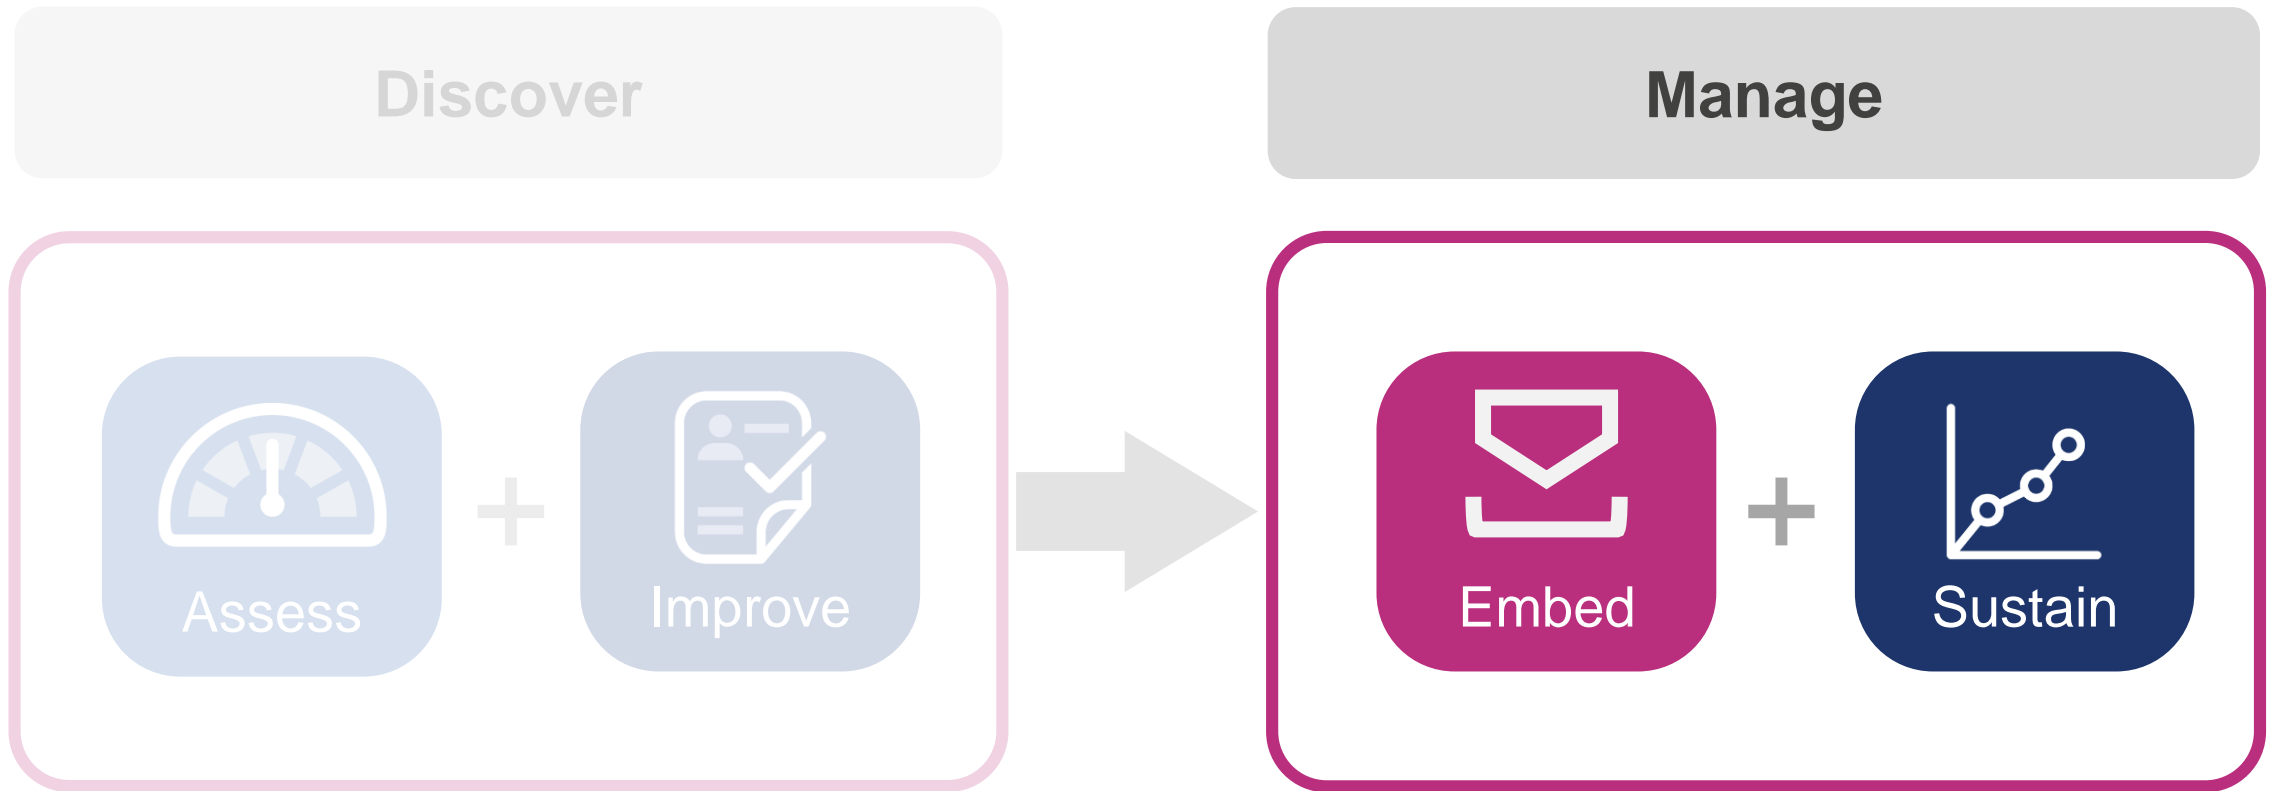 Discover
Manage
Assess
Improve
Embed
Sustain